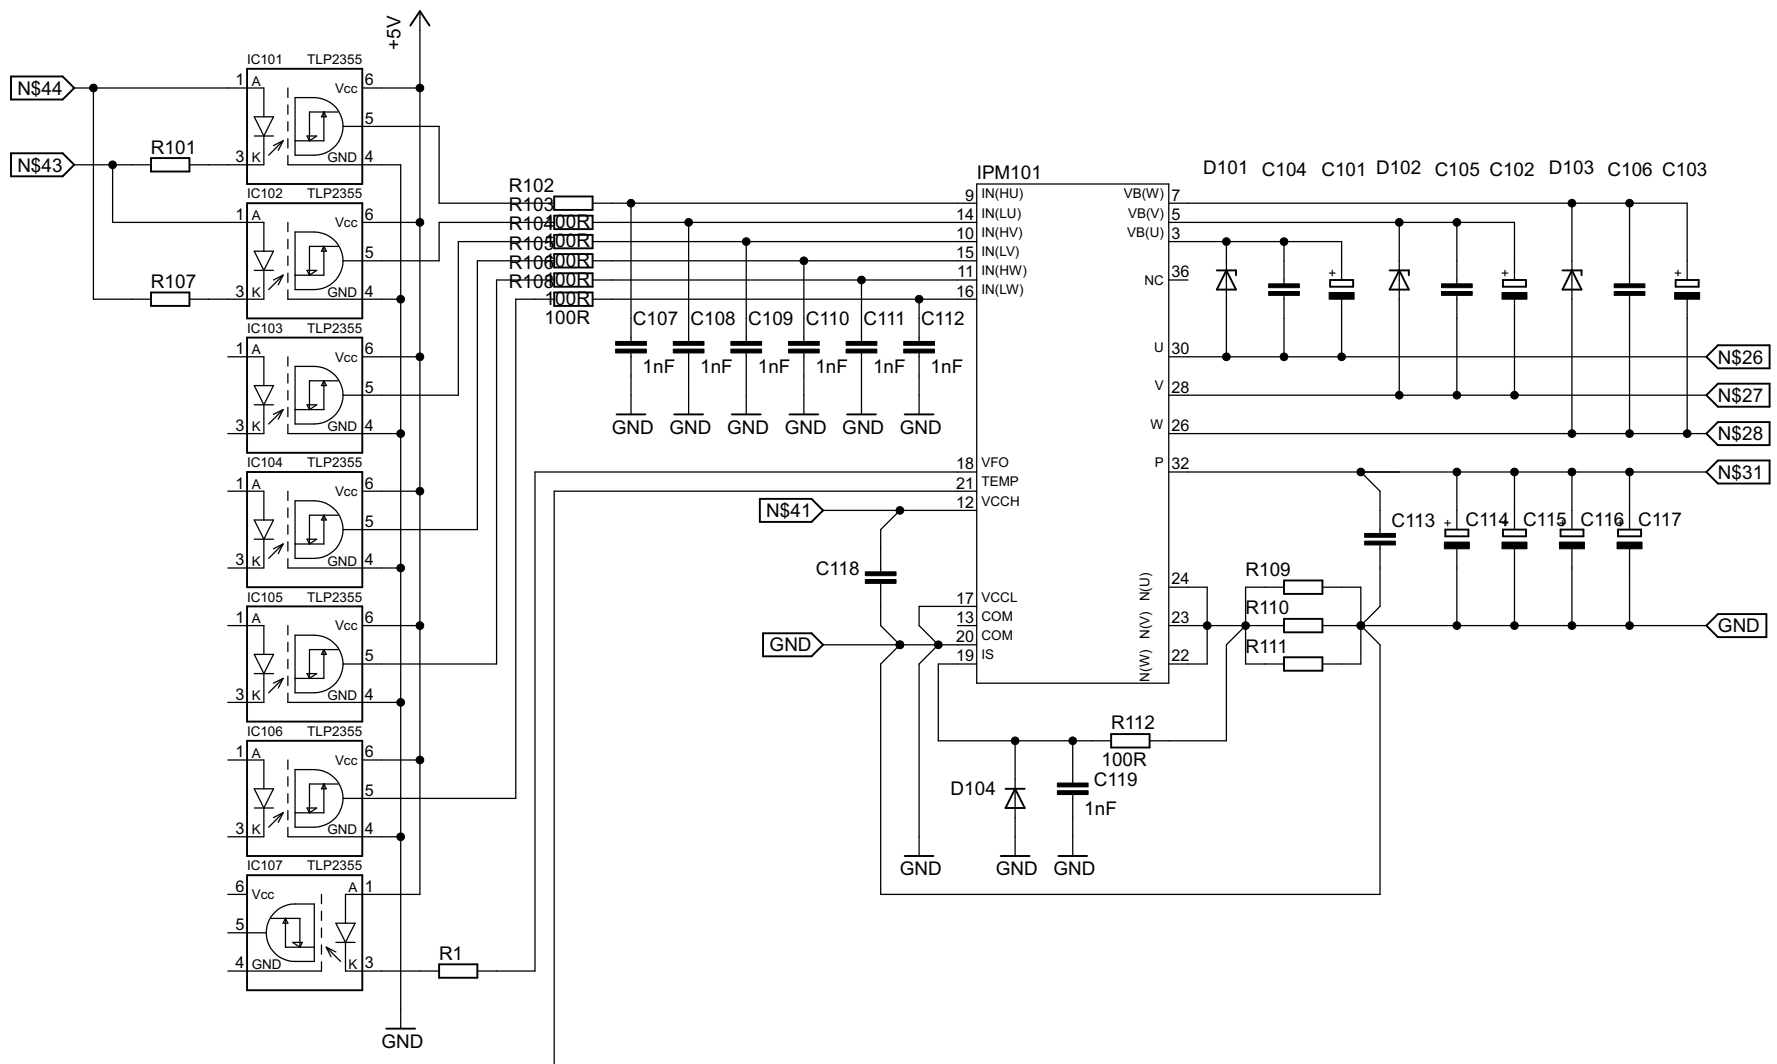 +5V
IC101 TLP2355
1 A Vcc 6
5
3 K GND 4
N$44
N$43
R101
IC102 TLP2355
1 A Vcc 6
5
3 K GND 4
R107
IC103 TLP2355
1 A Vcc 6
5
3 K GND 4
IC104 TLP2355
1 A Vcc 6
5
3 K GND 4
IC105 TLP2355
1 A Vcc 6
5
3 K GND 4
IC106 TLP2355
1 A Vcc 6
5
3 K GND 4
IC107 TLP2355
6 Vcc A 1
5
4 GND K 3
R1
GND
R102
R103
R104 100R
R105 100R
R106 100R
R108 100R
100R
C107 C108 C109 C110 C111 C112
1nF 1nF 1nF 1nF 1nF 1nF
GND GND GND GND GND GND
IPM101
9 IN(HU) VB(W) 7
14 IN(LU) VB(V) 5
10 IN(HV) VB(U) 3
15 IN(LV)
11 IN(HW) NC 36
16 IN(LW)
U 30
V 28
W 26
18 VFO P 32
21 TEMP
12 VCCH
17 VCCL N(U) 24
13 COM N(V) 23
20 COM
19 IS N(W) 22
N$41
C118
GND
D101 C104 C101 D102 C105 C102 D103 C106 C103
+ + +
N$26
N$27
N$28
N$31
C113 + C114 + C115 + C116 + C117
R109
R110
R111
GND
R112
100R
D104
C119
1nF
GND GND GND